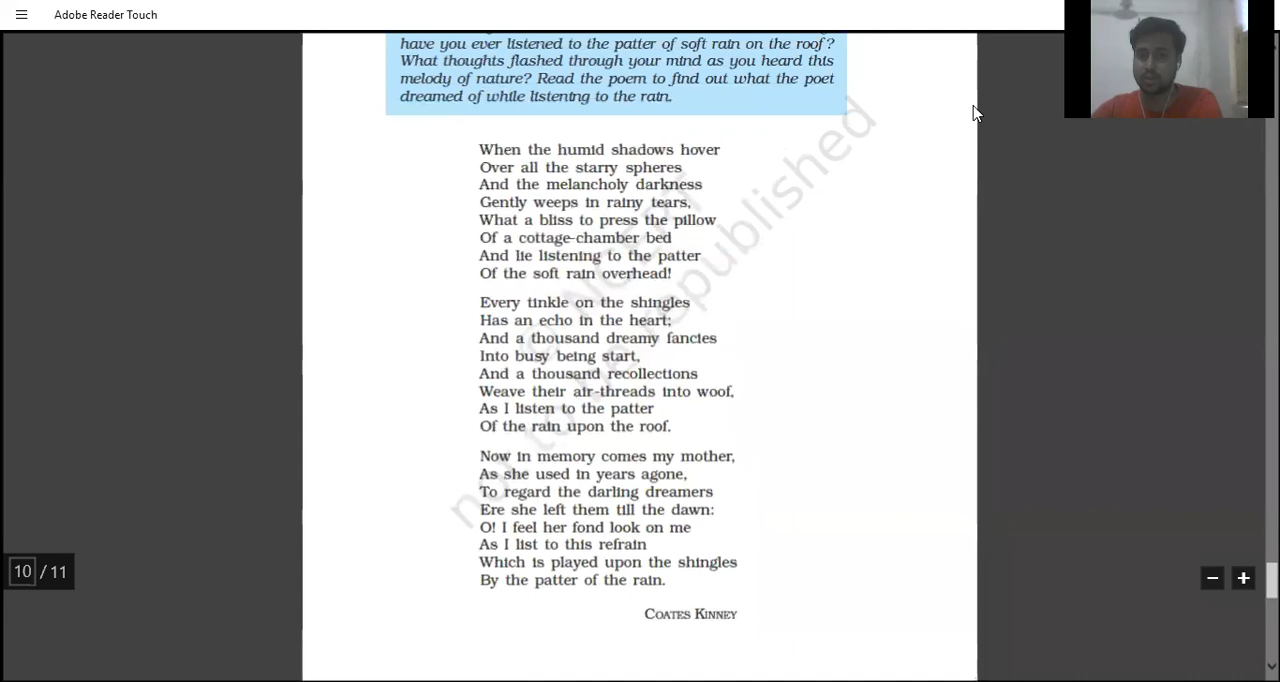 Adobe Reader Touch
have you ever listened to the patter of soft rain on the roof?
What thoughts flashed through your mind as you heard this
melody of nature? Read the poem to find out what the poet
dreamed of while listening to the rain.
When the humid shadows hover
Over all the starry spheres
And the melancholy darkness
Gently weeps in rainy tears,
What a bliss to press the pillow
Of a cottage-chamber bed
And lie listening to the patter
Of the soft rain overhead!
Every tinkle on the shingles
Has an echo in the heart;
And a thousand dreamy fancies
Into busy being start,
And a thousand recollections
Weave their air-threads into woof,
As I listen to the patter
Of the rain upon the roof.
Now in memory comes my mother,
As she used in years agone,
To regard the darling dreamers
Ere she left them till the dawn:
O! I feel her fond look on me
As I list to this refrain
Which is played upon the shingles
By the patter of the rain.
COATES KINNEY
© NCERT
not to be republished
10 / 11